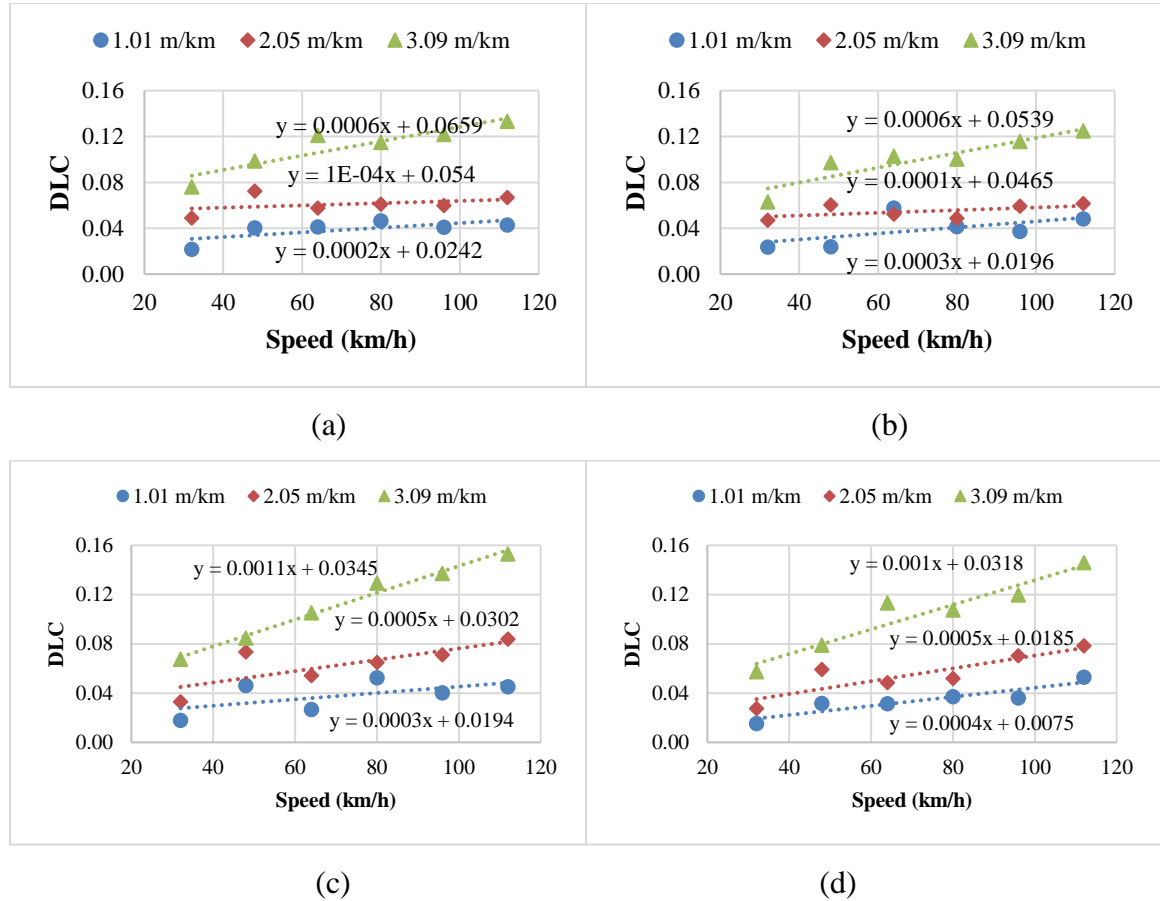 1.01 m/km 2.05 m/km 3.09 m/km
0.16
0.12
0.08
0.04
0.00
DLC
y = 0.0006x + 0.0659
y = 1E-04x + 0.054
y = 0.0002x + 0.0242
20 40 60 80 100 120
Speed (km/h)
(a)
1.01 m/km 2.05 m/km 3.09 m/km
0.16
0.12
0.08
0.04
0.00
DLC
y = 0.0006x + 0.0539
y = 0.0001x + 0.0465
y = 0.0003x + 0.0196
20 40 60 80 100 120
Speed (km/h)
(b)
1.01 m/km 2.05 m/km 3.09 m/km
0.16
0.12
0.08
0.04
0.00
DLC
y = 0.0011x + 0.0345
y = 0.0005x + 0.0302
y = 0.0003x + 0.0194
20 40 60 80 100 120
Speed (km/h)
(c)
1.01 m/km 2.05 m/km 3.09 m/km
0.16
0.12
0.08
0.04
0.00
DLC
y = 0.001x + 0.0318
y = 0.0005x + 0.0185
y = 0.0004x + 0.0075
20 40 60 80 100 120
Speed (km/h)
(d)